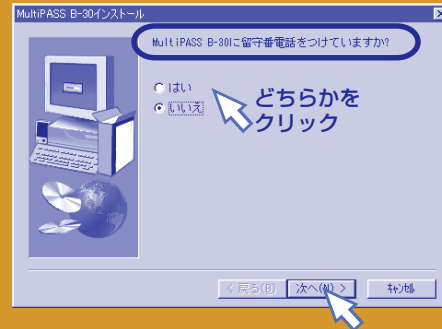 MultiPASS B-30インストール
MultiPASS B-30に留守番電話をつけていますか?
はい
いいえ
どちらかを
クリック
< 戻る(B)
次へ(N) >
キャンセル